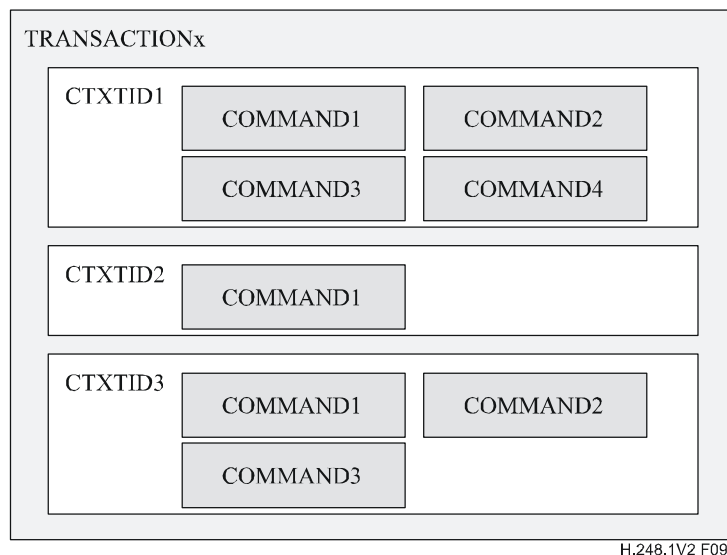 TRANSACTIONx
CTXTID1
COMMAND1 COMMAND2
COMMAND3 COMMAND4
CTXTID2
COMMAND1
CTXTID3
COMMAND1 COMMAND2
COMMAND3
H.248.1V2 F09